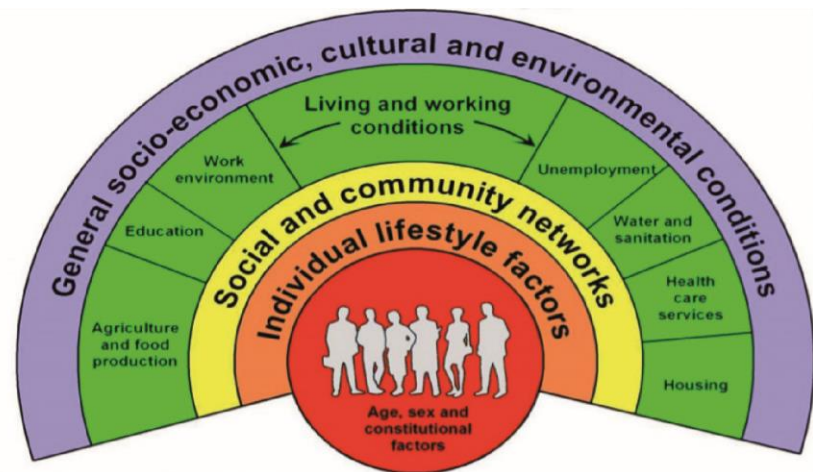 General socio-economic, cultural and environmental conditions
Living and working
conditions
Work
environment
Education
Agriculture
and food
production
Unemployment
Water and
sanitation
Health
care
services
Housing
Social and community networks
Individual lifestyle factors
Age, sex and
constitutional
factors